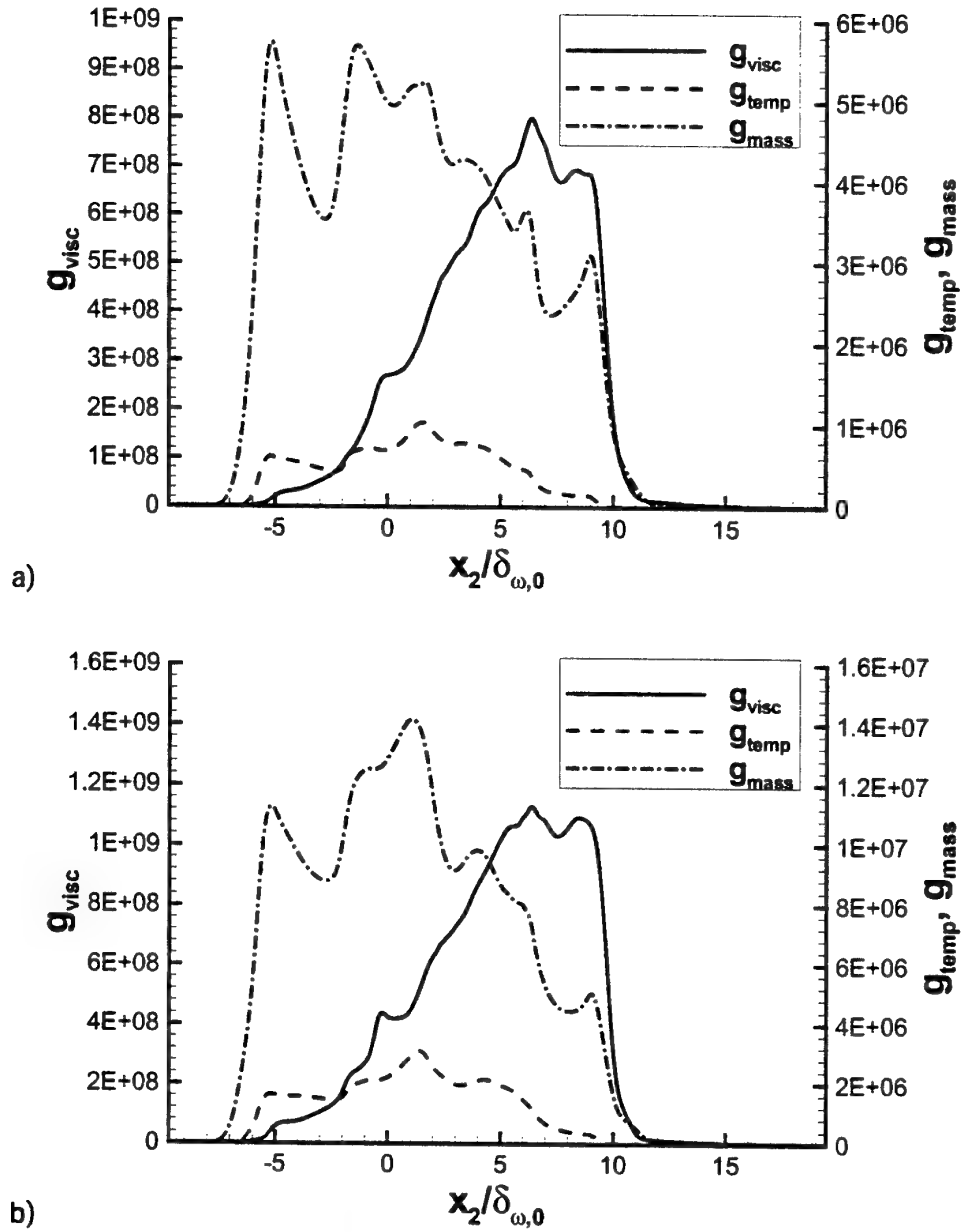 1E+09
9E+08
8E+08
7E+08
6E+08
5E+08
4E+08
3E+08
2E+08
1E+08
0
g_visc
6E+06
5E+06
4E+06
3E+06
2E+06
1E+06
0
g_temp, g_mass
g_visc
g_temp
g_mass
-5 0 5 10 15
x_2/δ_ω,0
a)
1.6E+09
1.4E+09
1.2E+09
1E+09
8E+08
6E+08
4E+08
2E+08
0
g_visc
1.6E+07
1.4E+07
1.2E+07
1E+07
8E+06
6E+06
4E+06
2E+06
0
g_temp, g_mass
g_visc
g_temp
g_mass
-5 0 5 10 15
x_2/δ_ω,0
b)